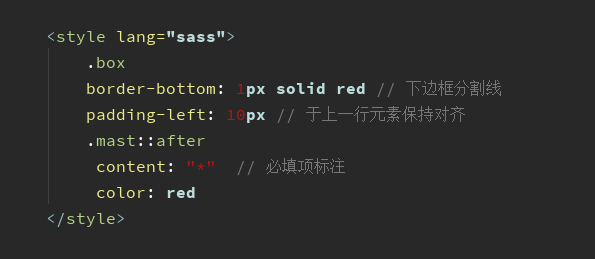 <style lang="sass">
.box
border-bottom: 1px solid red // 下边框分割线
padding-left: 10px // 于上一行元素保持对齐
.mast::after
content: "*" // 必填项标注
color: red
</style>